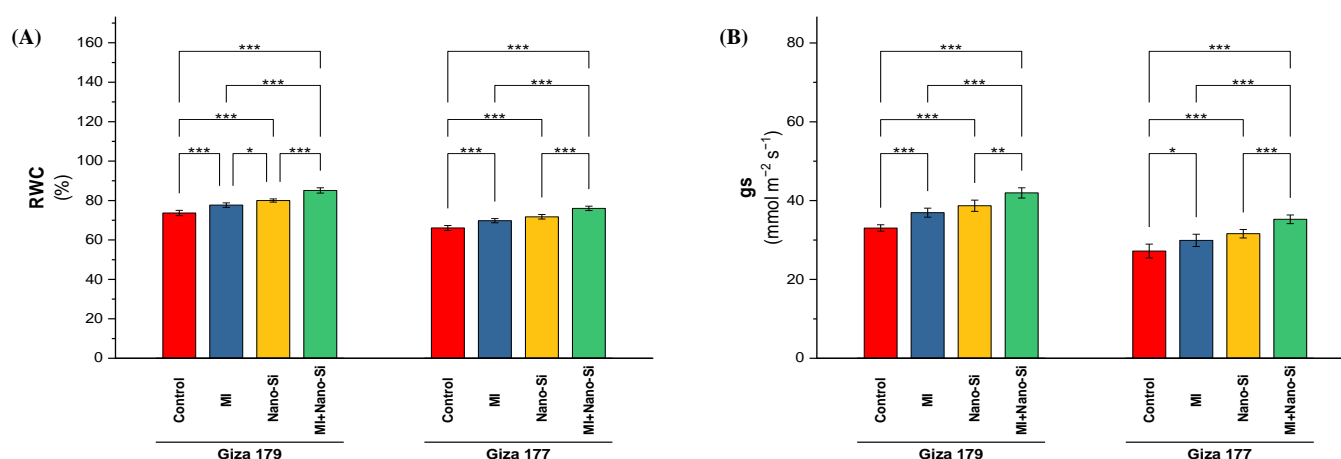 (A)
RWC
(%)
160
140
120
100
80
60
40
20
0
***
***
***
*** * ***
***
***
***
*** ***
Control
MI
Nano-Si
MI+Nano-Si
Control
MI
Nano-Si
MI+Nano-Si
Giza 179
Giza 177
(B)
gs
(mmol m⁻² s⁻¹)
80
60
40
20
0
***
***
***
*** **
***
***
***
* ***
Control
MI
Nano-Si
MI+Nano-Si
Control
MI
Nano-Si
MI+Nano-Si
Giza 179
Giza 177